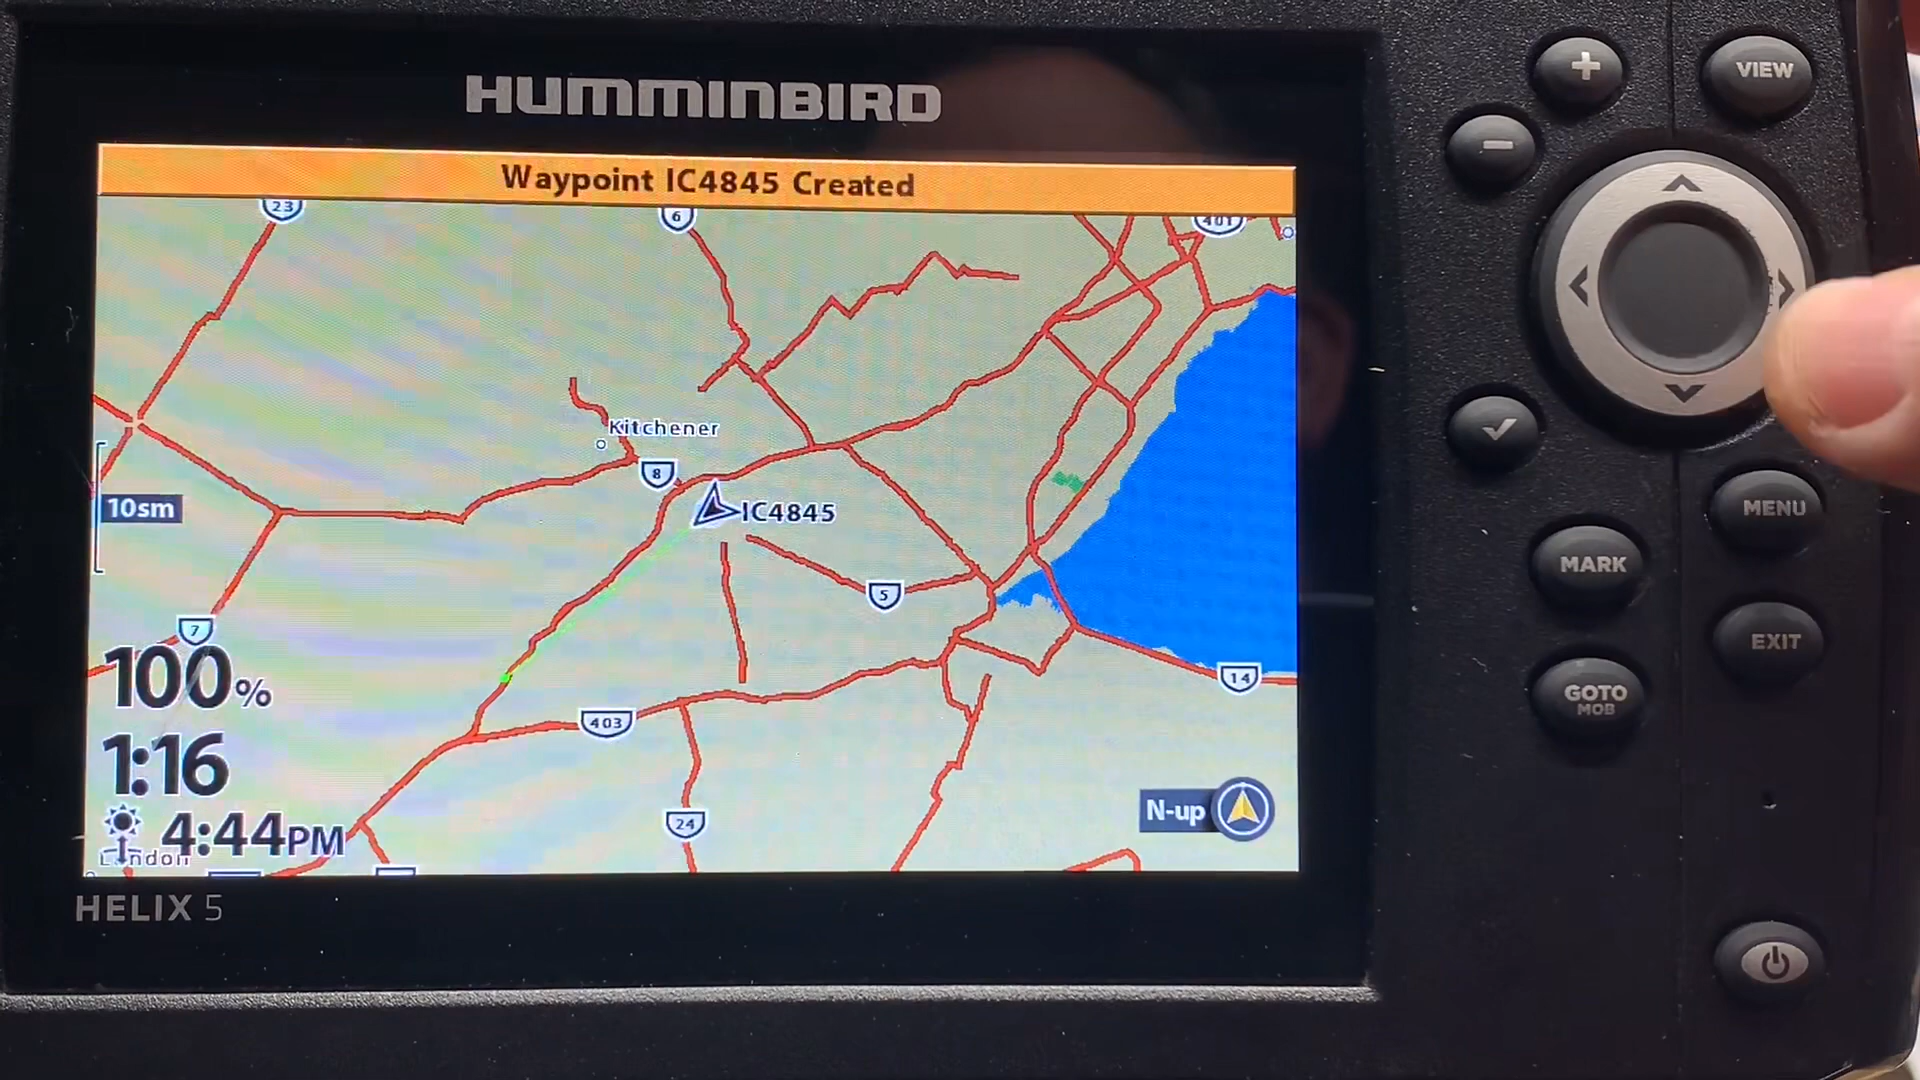 HUMMINBIRD
Waypoint IC4845 Created
23
6
401
Kitchener
8
IC4845
10sm
5
7
100%
14
403
1:16
24
N-up
4:44PM
London
HELIX 5
VIEW
MENU
MARK
EXIT
GOTO
MOB